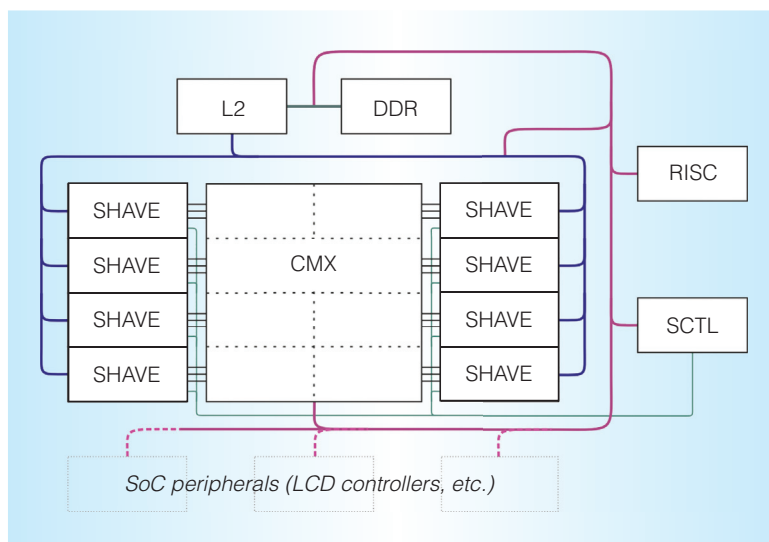 L2
DDR
RISC
SHAVE
SHAVE
SHAVE
CMX
SHAVE
SHAVE
SHAVE
SCTL
SHAVE
SHAVE
SoC peripherals (LCD controllers, etc.)